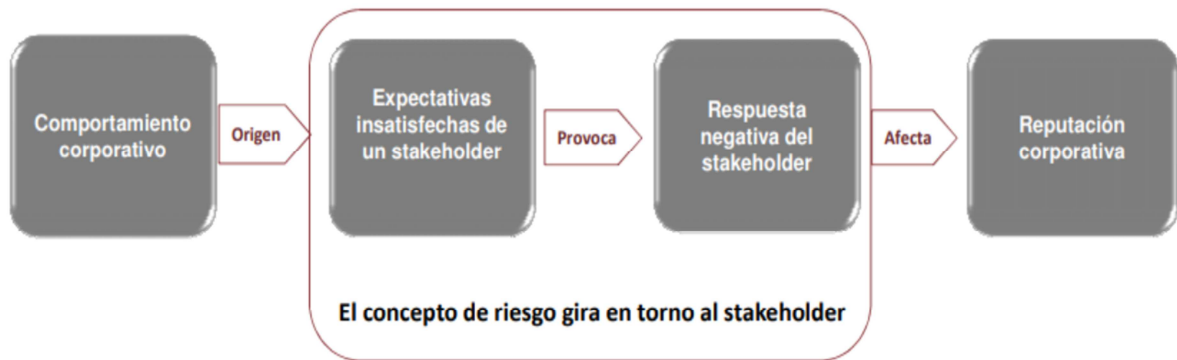 Comportamiento
corporativo
Origen
Expectativas
insatisfechas de
un stakeholder
Provoca
Respuesta
negativa del
stakeholder
Afecta
Reputación
corporativa
El concepto de riesgo gira en torno al stakeholder